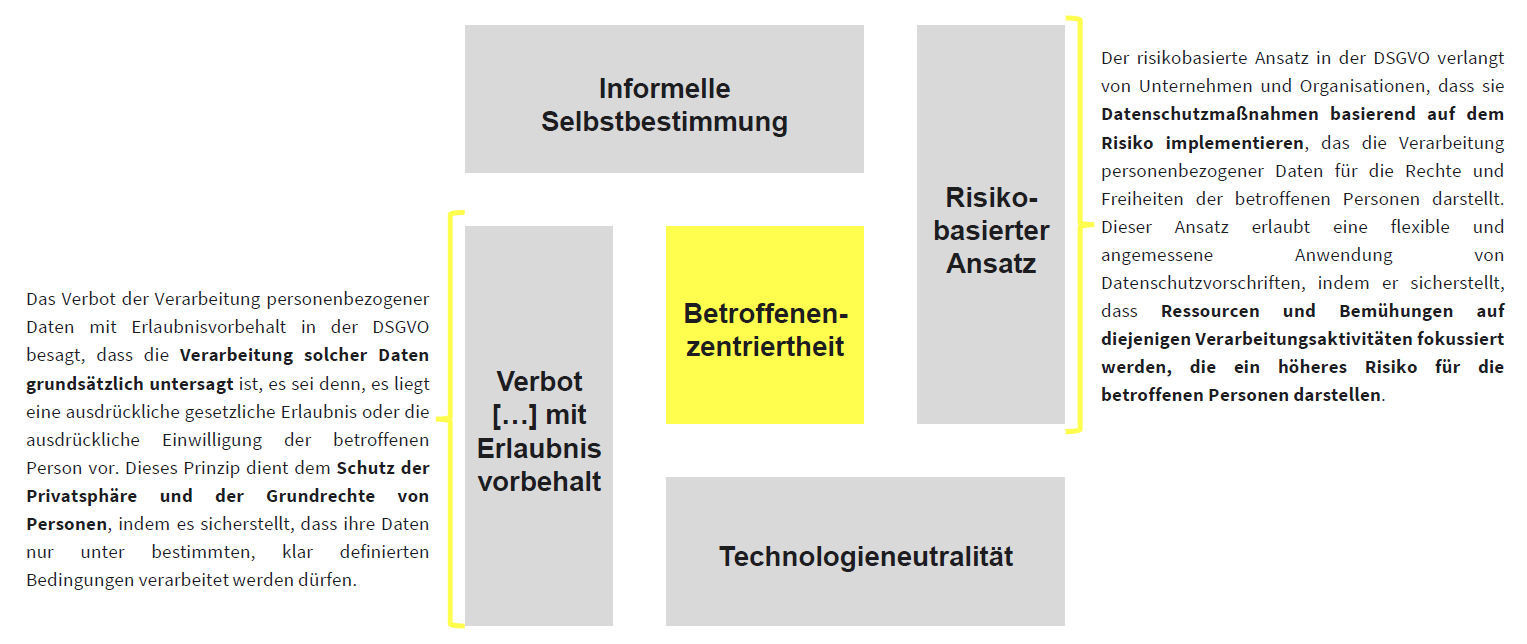 Informelle
Selbstbestimmung
Risiko-
basierter
Ansatz
Der risikobasierte Ansatz in der DSGVO verlangt
von Unternehmen und Organisationen, dass sie
Datenschutzmaßnahmen basierend auf dem
Risiko implementieren, das die Verarbeitung
personenbezogener Daten für die Rechte und
Freiheiten der betroffenen Personen darstellt.
Dieser Ansatz erlaubt eine flexible und
angemessene Anwendung von
Datenschutzvorschriften, indem er sicherstellt,
dass Ressourcen und Bemühungen auf
diejenigen Verarbeitungsaktivitäten fokussiert
werden, die ein höheres Risiko für die
betroffenen Personen darstellen.
Das Verbot der Verarbeitung personenbezogener
Daten mit Erlaubnisvorbehalt in der DSGVO
besagt, dass die Verarbeitung solcher Daten
grundsätzlich untersagt ist, es sei denn, es liegt
eine ausdrückliche gesetzliche Erlaubnis oder die
ausdrückliche Einwilligung der betroffenen
Person vor. Dieses Prinzip dient dem Schutz der
Privatsphäre und der Grundrechte von
Personen, indem es sicherstellt, dass ihre Daten
nur unter bestimmten, klar definierten
Bedingungen verarbeitet werden dürfen.
Verbot
[…] mit
Erlaubnis
vorbehalt
Betroffenen-
zentriertheit
Technologieneutralität